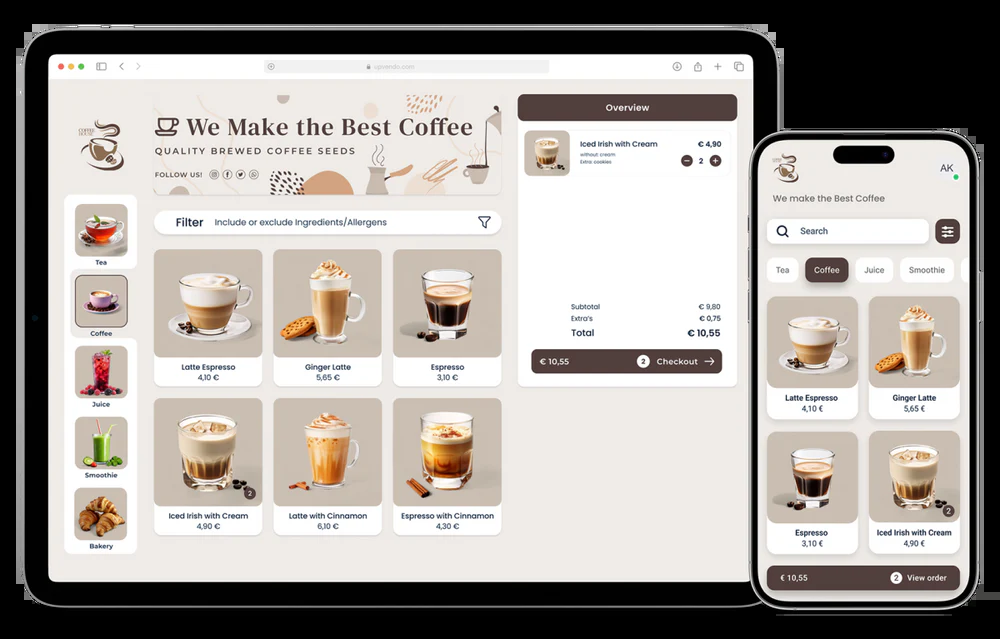 upvendo.com
COFFEE
HOUSE
We Make the Best Coffee
QUALITY BREWED COFFEE SEEDS
FOLLOW US!
Filter
Include or exclude Ingredients/Allergens
Tea
Coffee
Juice
Smoothie
Bakery
Latte Espresso
4,10 €
Ginger Latte
5,65 €
Espresso
3,10 €
2
Iced Irish with Cream
4,90 €
Latte with Cinnamon
6,10 €
Espresso with Cinnamon
4,30 €
Overview
Iced Irish with Cream
€ 4,90
without: cream
Extra: cookies
2
Subtotal € 9,80
Extra's € 0,75
Total € 10,55
€ 10,55 2 Checkout
AK
We make the Best Coffee
Search
Tea Coffee Juice Smoothie
Latte Espresso
4,10 €
Ginger Latte
5,65 €
Espresso
3,10 €
2
Iced Irish with Cream
4,90 €
€ 10,55 2 View order